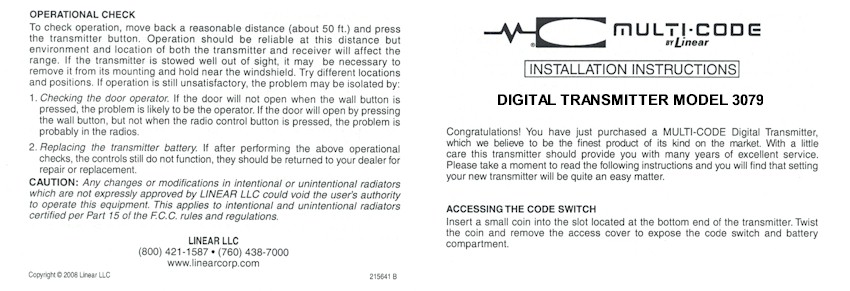 OPERATIONAL CHECK
To check operation, move back a reasonable distance (about 50 ft.) and press
the transmitter button. Operation should be reliable at this distance but
environment and location of both the transmitter and receiver will affect the
range. If the transmitter is stowed well out of sight, it may be necessary to
remove it from its mounting and hold near the windshield. Try different locations
and positions. If operation is still unsatisfactory, the problem may be isolated by:
1. Checking the door operator. If the door will not open when the wall button is
pressed, the problem is likely to be the operator. If the door will open by pressing
the wall button, but not when the radio control button is pressed, the problem is
probably in the radios.
2. Replacing the transmitter battery. If after performing the above operational
checks, the controls still do not function, they should be returned to your dealer for
repair or replacement.
CAUTION: Any changes or modifications in intentional or unintentional radiators
which are not expressly approved by LINEAR LLC could void the user's authority
to operate this equipment. This applies to intentional and unintentional radiators
certified per Part 15 of the F.C.C. rules and regulations.
LINEAR LLC
(800) 421-1587 • (760) 438-7000
www.linearcorp.com
Copyright © 2008 Linear LLC
215641 B
® MULTI-CODE
BY Linear
INSTALLATION INSTRUCTIONS
DIGITAL TRANSMITTER MODEL 3079
Congratulations! You have just purchased a MULTI-CODE Digital Transmitter,
which we believe to be the finest product of its kind on the market. With a little
care this transmitter should provide you with many years of excellent service.
Please take a moment to read the following instructions and you will find that setting
your new transmitter will be quite an easy matter.
ACCESSING THE CODE SWITCH
Insert a small coin into the slot located at the bottom end of the transmitter. Twist
the coin and remove the access cover to expose the code switch and battery
compartment.